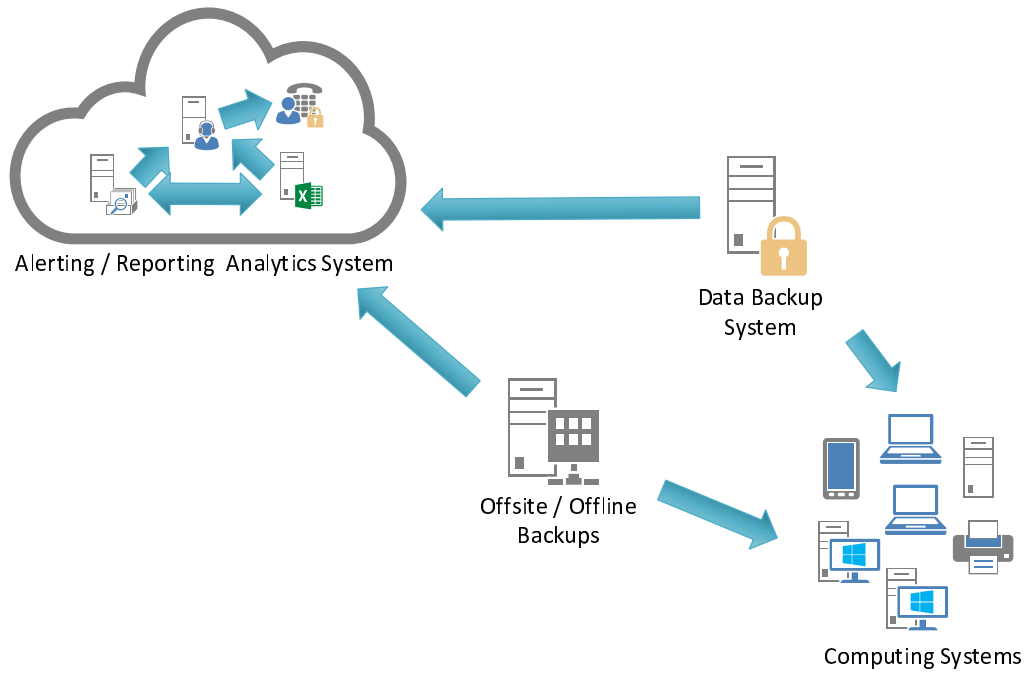 Alerting / Reporting Analytics System
Data Backup
System
Offsite / Offline
Backups
Computing Systems
X